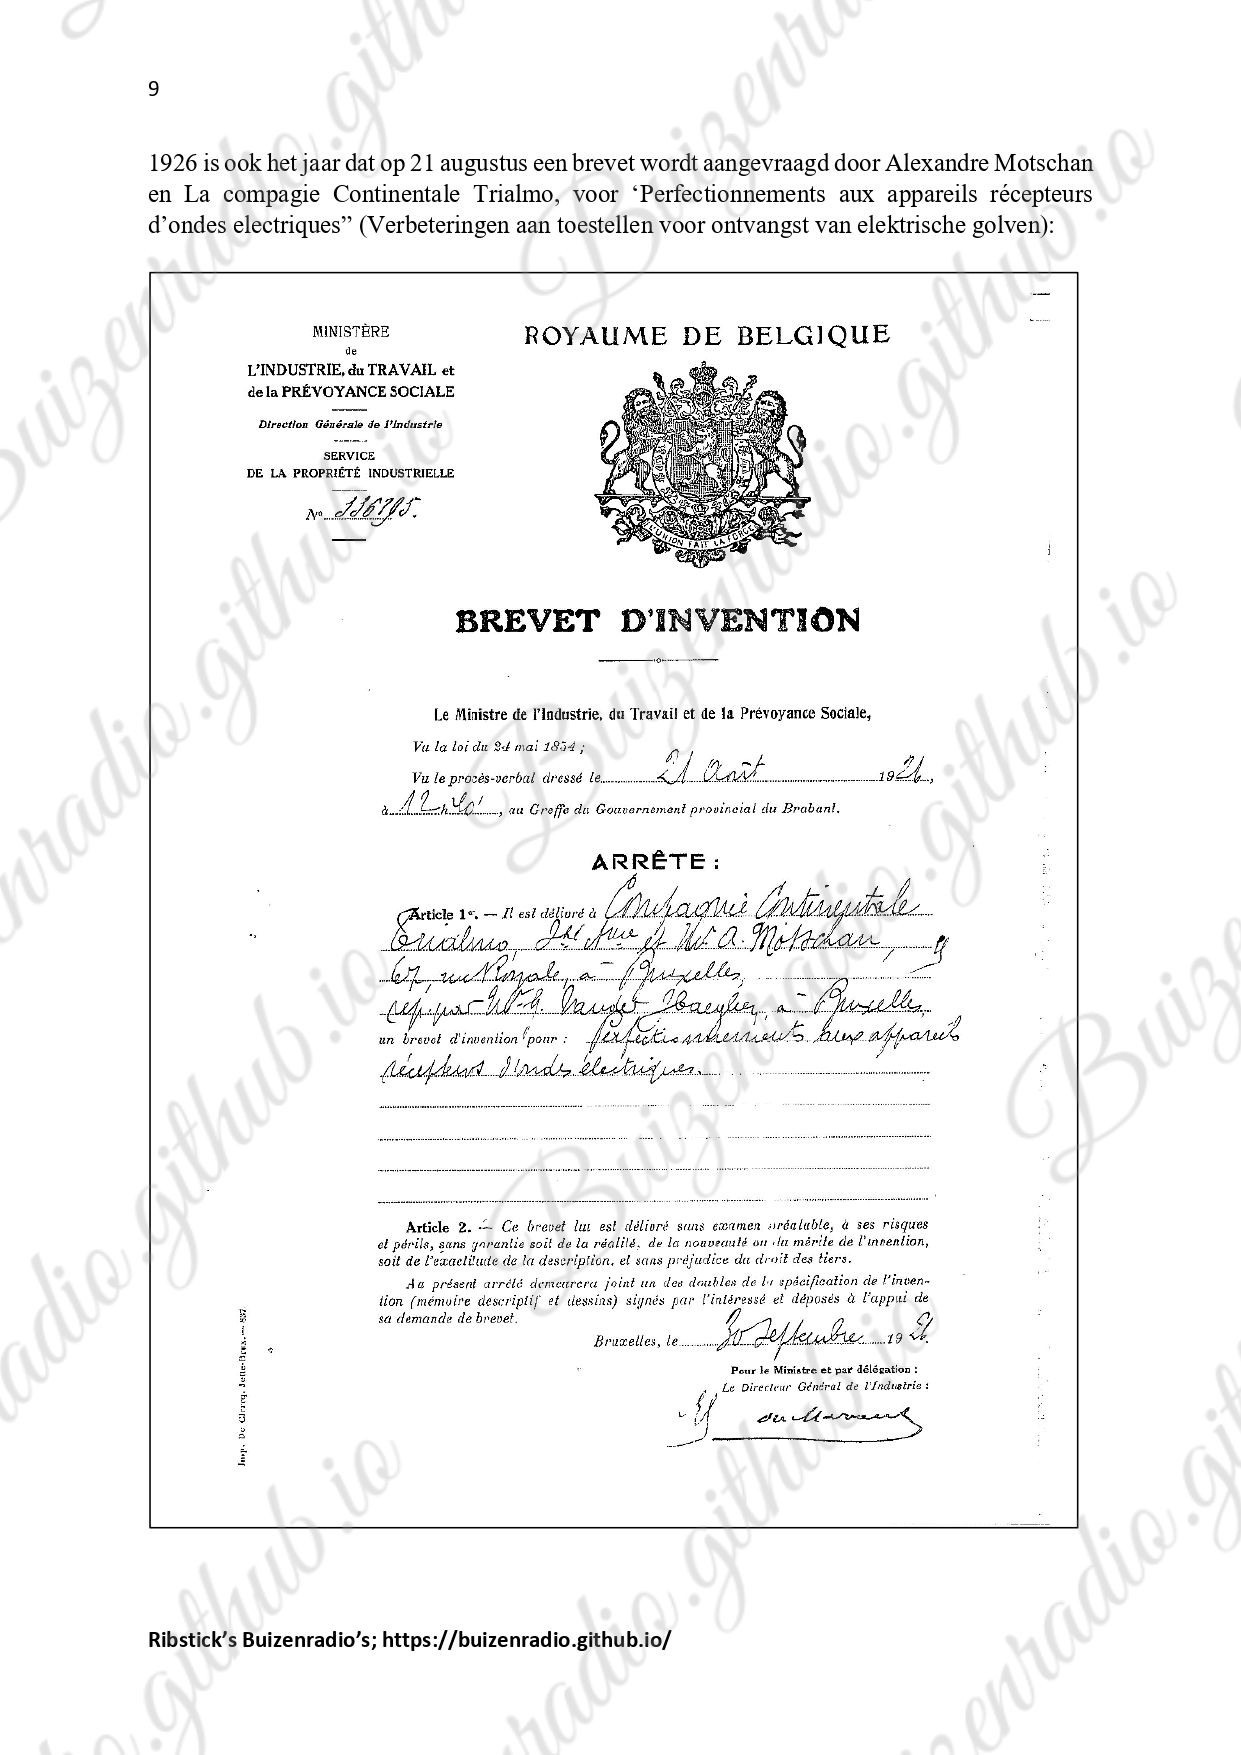 9
1926 is ook het jaar dat op 21 augustus een brevet wordt aangevraagd door Alexandre Motschan
en La compagie Continentale Trialmo, voor ‘Perfectionnements aux appareils récepteurs
d’ondes electriques” (Verbeteringen aan toestellen voor ontvangst van elektrische golven):
MINISTÈRE
de
L'INDUSTRIE, du TRAVAIL et
de la PRÉVOYANCE SOCIALE
Direction Générale de l'Industrie
SERVICE
DE LA PROPRIÉTÉ INDUSTRIELLE
No 336795.
ROYAUME DE BELGIQUE
L'UNION FAIT LA FORCE
BREVET D'INVENTION
Le Ministre de l'Industrie, du Travail et de la Prévoyance Sociale,
Vu la loi du 24 mai 1854 ;
Vu le procès-verbal dressé le 21 Août 1926,
à 12 h 40', au Greffe du Gouvernement provincial du Brabant.
ARRÊTE :
Article 1er. — Il est délivré à Compagnie Continentale
Trialmo, et Mr A. Motschan,
67, rue Royale, à Bruxelles,
rep. par Mr G. Vander Haeghen, à Bruxelles,
un brevet d'invention pour : Perfectionnements aux appareils
récepteurs d'ondes électriques.
Article 2. — Ce brevet lui est délivré sans examen préalable, à ses risques
et périls, sans garantie soit de la réalité, de la nouveauté ou du mérite de l'invention,
soit de l'exactitude de la description, et sans préjudice du droit des tiers.
Au présent arrêté demeurera joint un des doubles de la spécification de l'inven-
tion (mémoire descriptif et dessins) signés par l'intéressé et déposés à l'appui de
sa demande de brevet.
Bruxelles, le 30 Septembre 1926.
Pour le Ministre et par délégation :
Le Directeur Général de l'Industrie :
Imp. De Clercq, Jette-Brux. — 837
Ribstick’s Buizenradio’s; https://buizenradio.github.io/
Buizenradio.github.io